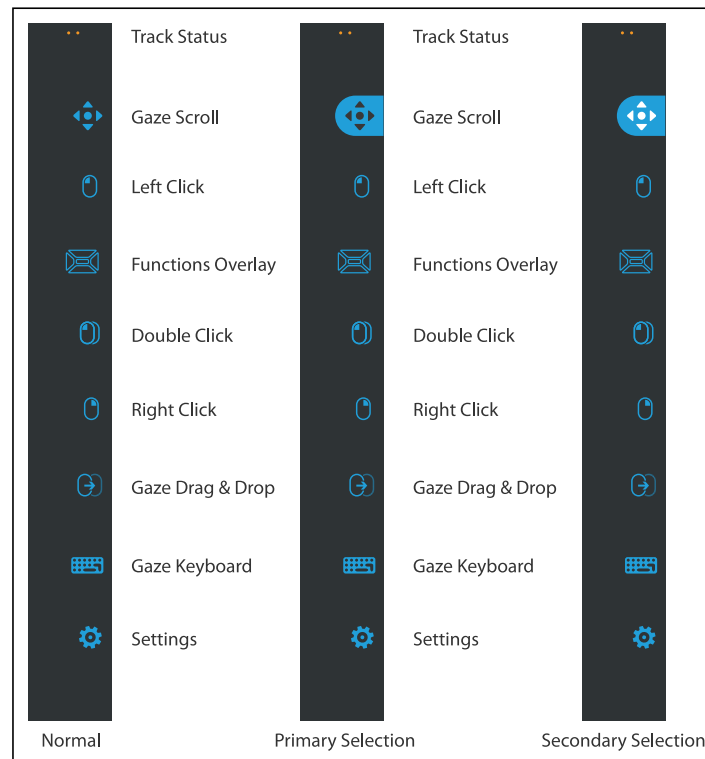 Track Status Track Status
Gaze Scroll Gaze Scroll
Left Click Left Click
Functions Overlay Functions Overlay
Double Click Double Click
Right Click Right Click
Gaze Drag & Drop Gaze Drag & Drop
Gaze Keyboard Gaze Keyboard
Settings Settings
Normal Primary Selection Secondary Selection